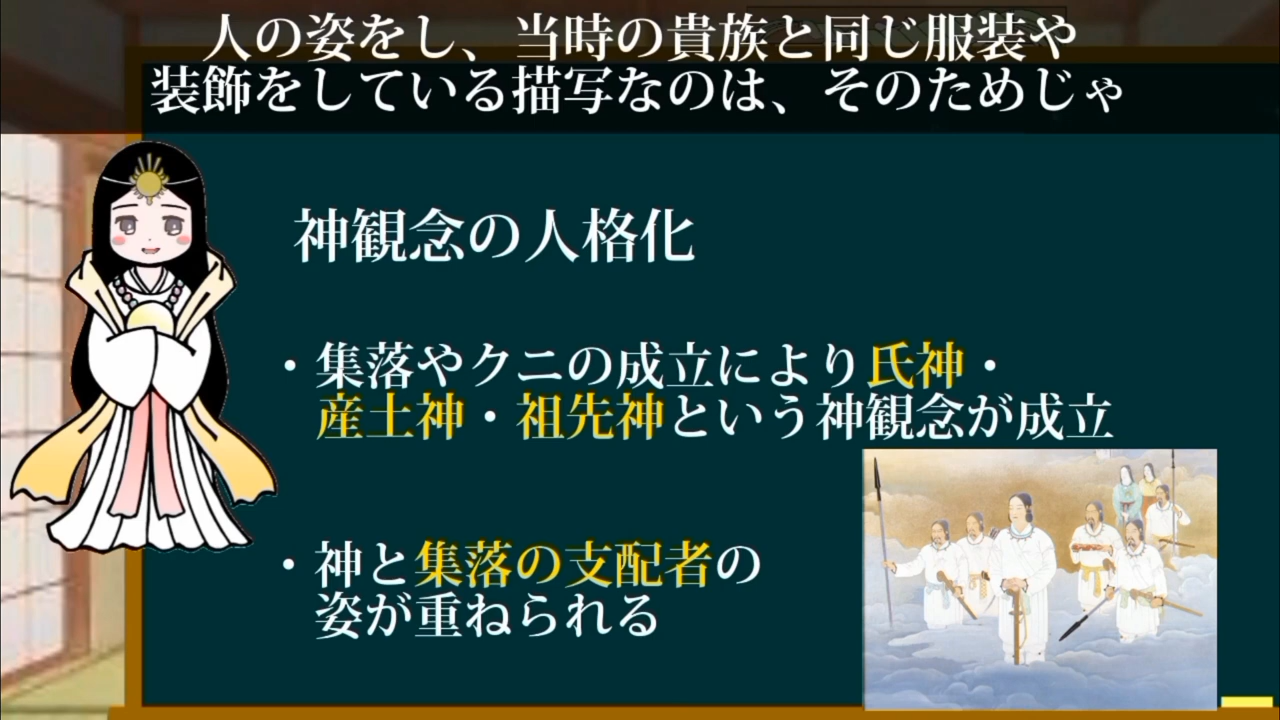 人の姿をし、当時の貴族と同じ服装や
装飾をしている描写なのは、そのためじゃ
神観念の人格化
・集落やクニの成立により氏神・
産土神・祖先神という神観念が成立
・神と集落の支配者の
姿が重ねられる